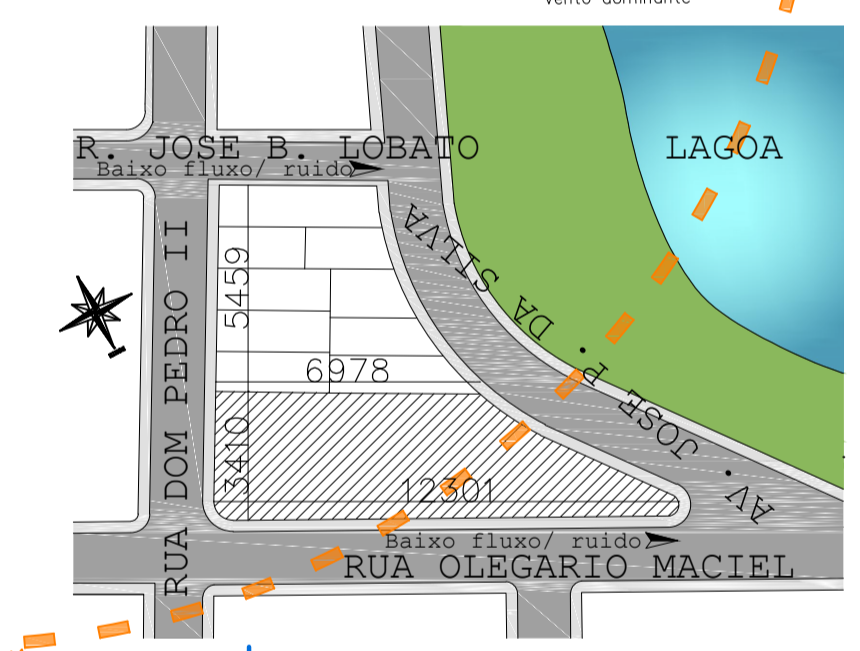 vento dominante
R. JOSE B. LOBATO
Baixo fluxo/ ruido
LAGOA
AV. JOSE P. DA SILVA
RUA DOM PEDRO II
5459
6978
3410
12301
Baixo fluxo/ ruido
RUA OLEGARIO MACIEL